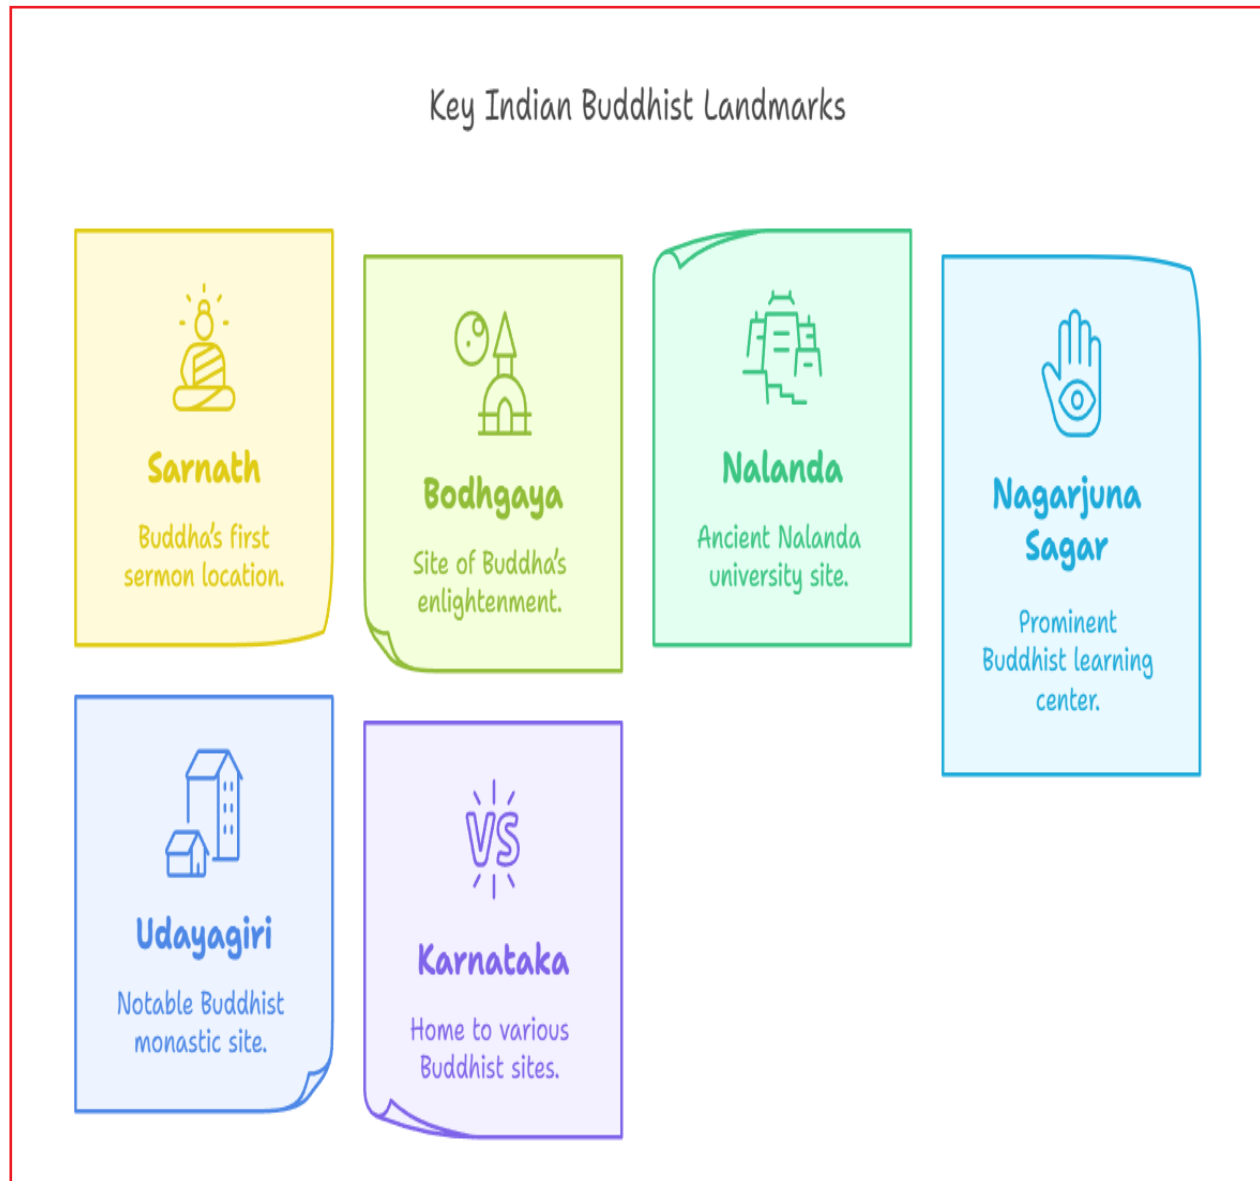 Key Indian Buddhist Landmarks
Sarnath
Buddha's first
sermon location.
Bodhgaya
Site of Buddha's
enlightenment.
Nalanda
Ancient Nalanda
university site.
Nagarjuna
Sagar
Prominent
Buddhist learning
center.
Udayagiri
Notable Buddhist
monastic site.
VS
Karnataka
Home to various
Buddhist sites.